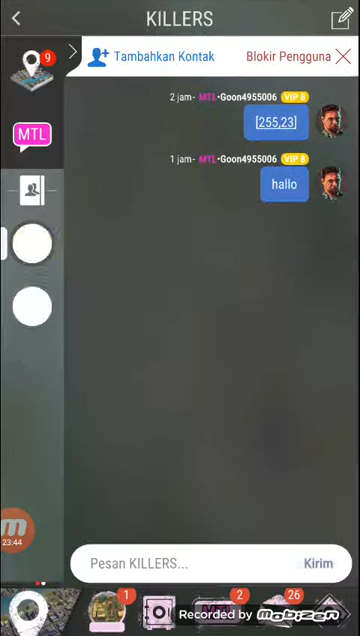 KILLERS
9
Tambahkan Kontak
Blokir Pengguna
2 jam- MTL•Goon4955006 VIP 8
[255,23]
MTL
1 jam- MTL•Goon4955006 VIP 8
hallo
23:44
Pesan KILLERS...
Kirim
1
2
26
MTL
Recorded by mobizen